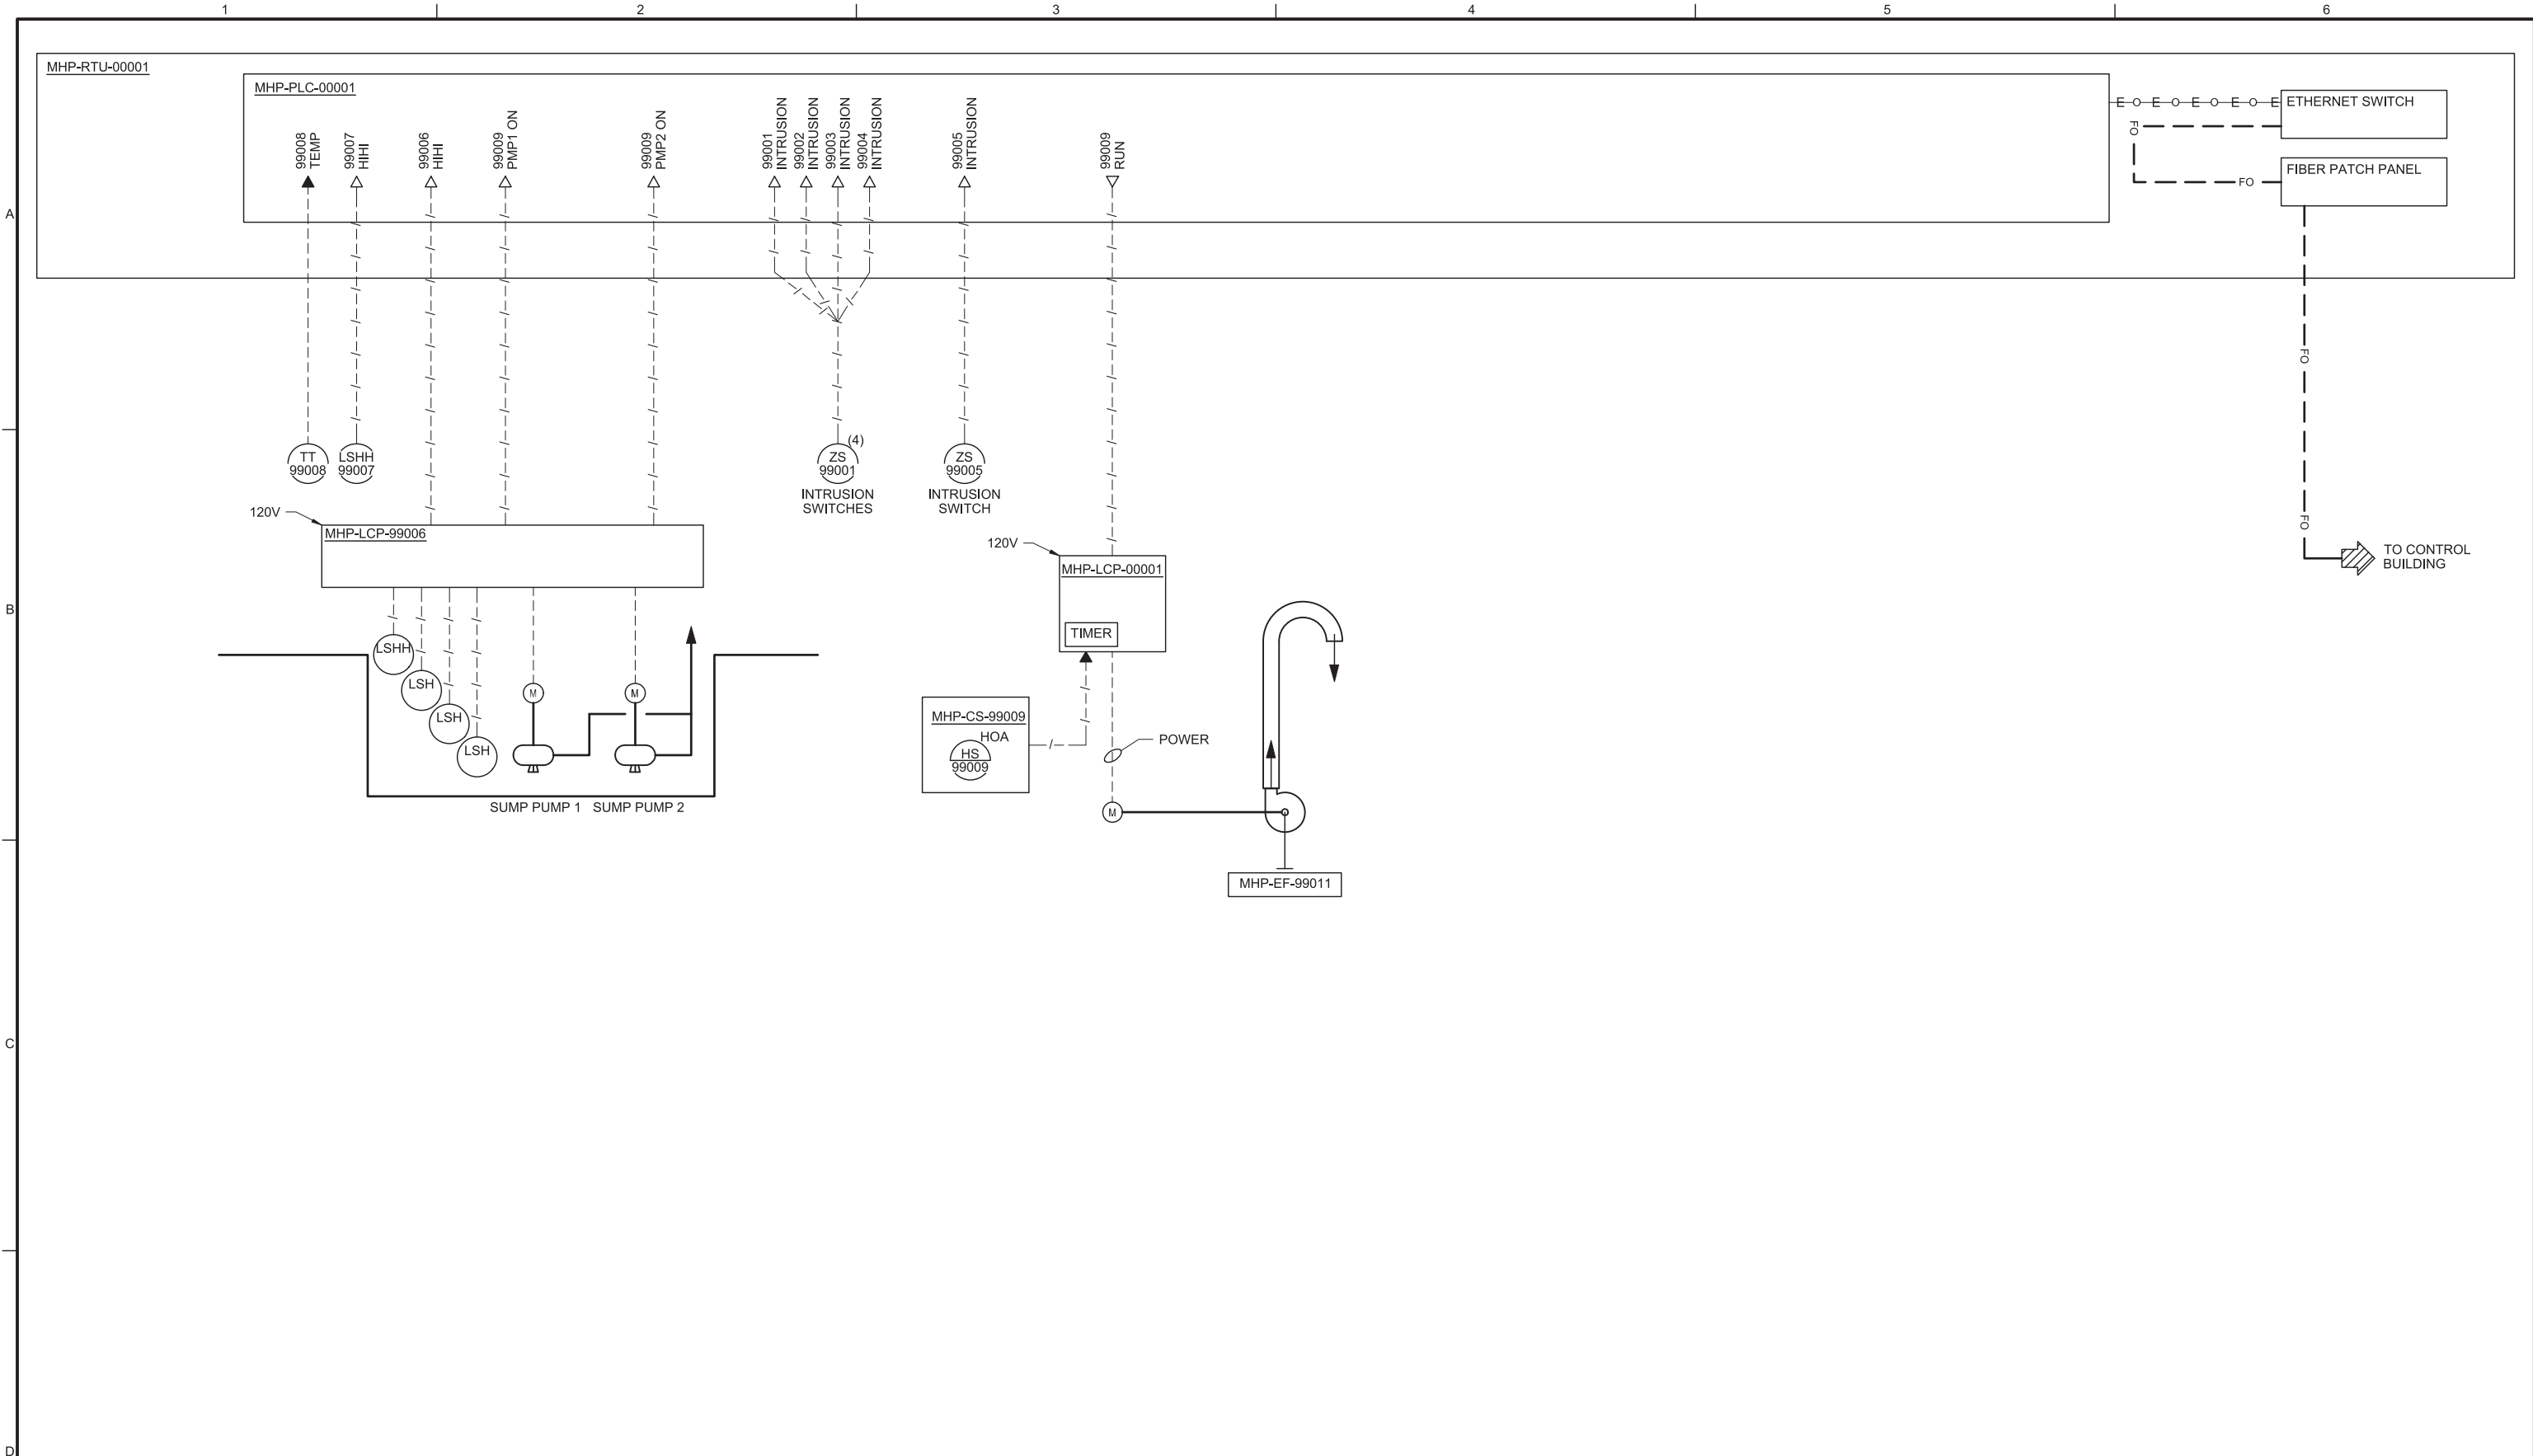 1
2
3
4
5
6
MHP-RTU-00001
MHP-PLC-00001
99008
TEMP
99007
HIHI
99006
HIHI
99009
PMP1 ON
99009
PMP2 ON
99001
INTRUSION
99002
INTRUSION
99003
INTRUSION
99004
INTRUSION
99005
INTRUSION
99009
RUN
E O E O E O E O E
ETHERNET SWITCH
FO
FIBER PATCH PANEL
FO
A
FO
TT
99008
LSHH
99007
(4)
ZS
99001
INTRUSION
SWITCHES
ZS
99005
INTRUSION
SWITCH
120V
MHP-LCP-99006
FO
120V
MHP-LCP-00001
TO CONTROL
BUILDING
B
TIMER
LSHH
LSH
LSH
LSH
M
M
SUMP PUMP 1
SUMP PUMP 2
MHP-CS-99009
HOA
HS
99009
POWER
M
MHP-EF-99011
C
D